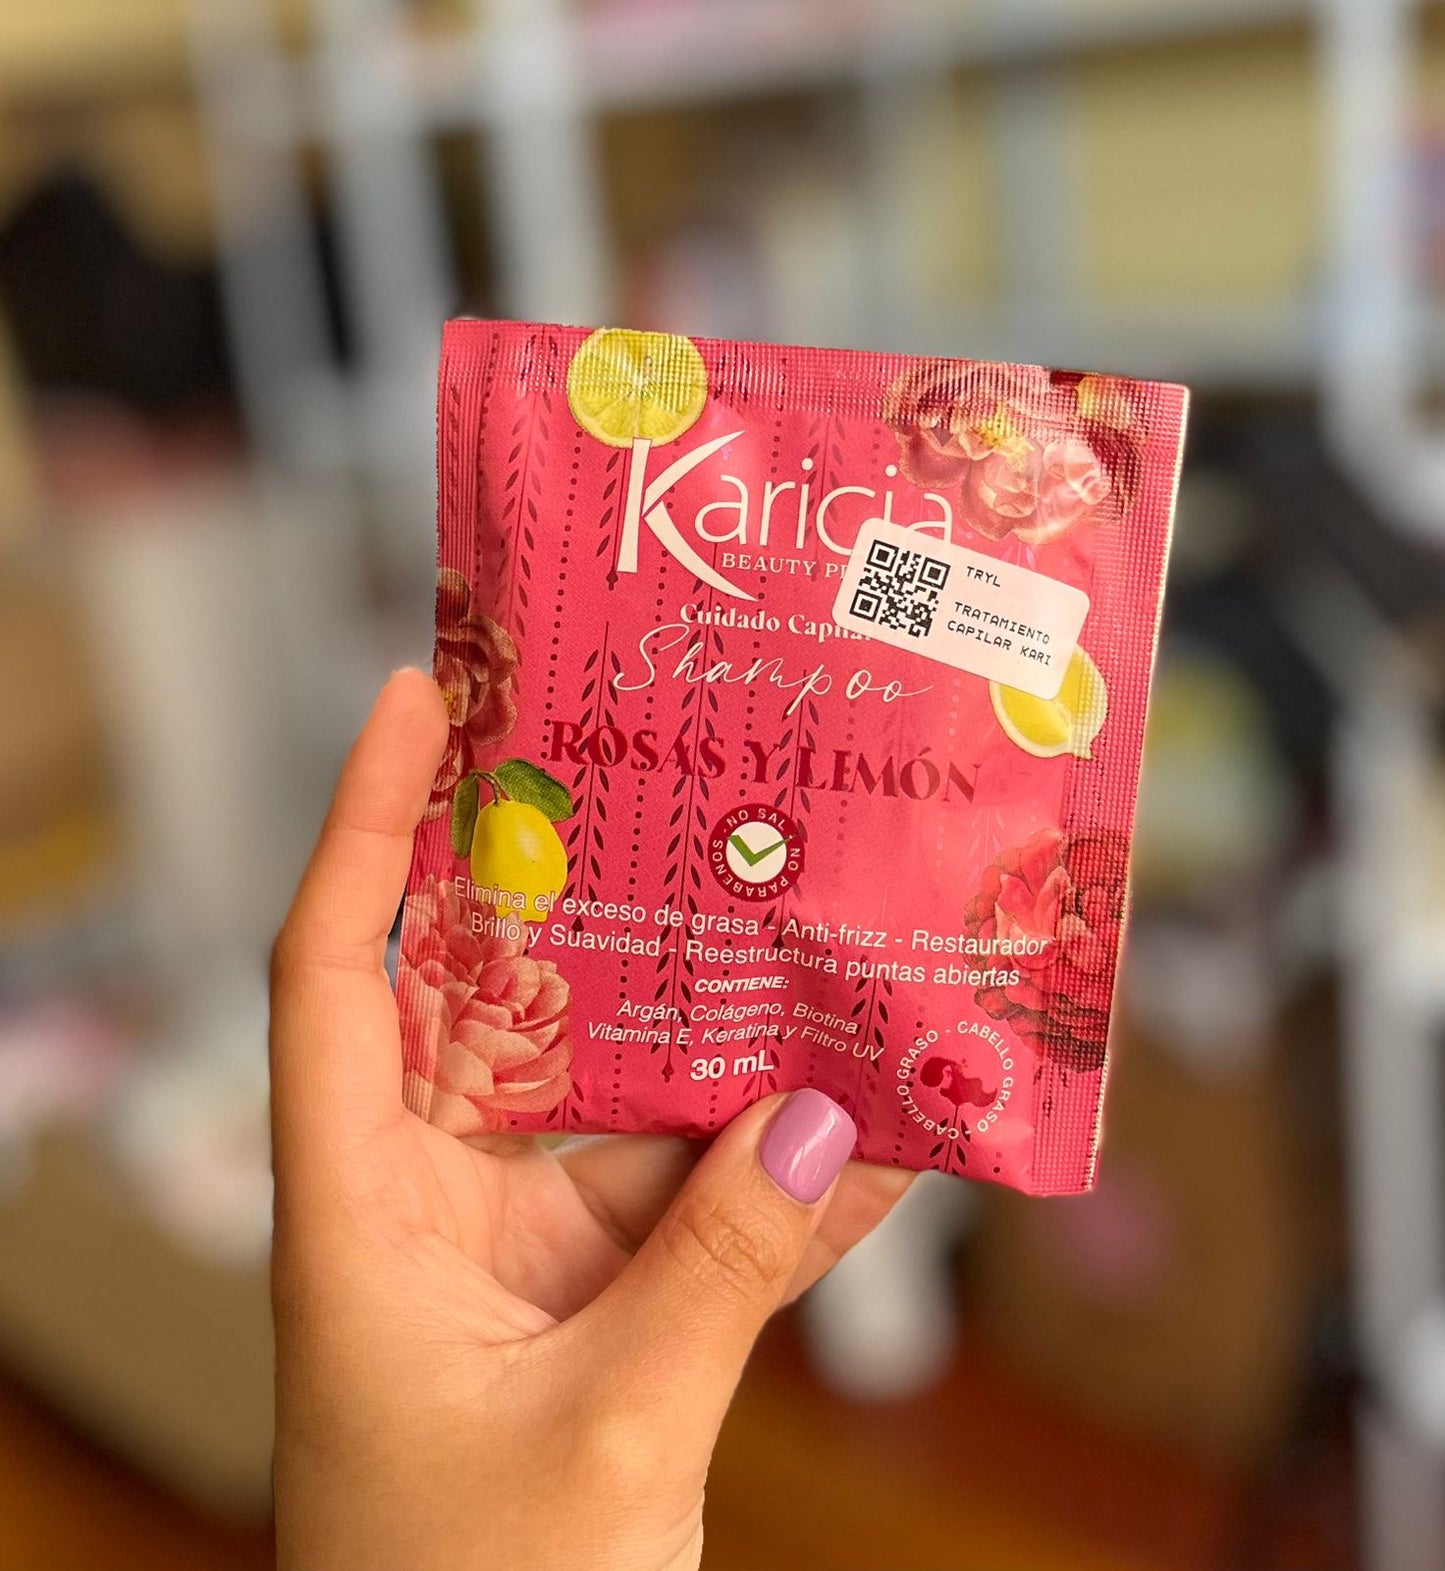 Karicia
BEAUTY
Cuidado Capilar
Shampoo
ROSAS Y LIMÓN
NO SAL - NO PARABENOS -
Elimina el exceso de grasa - Anti-frizz - Restaurador
Brillo y Suavidad - Reestructura puntas abiertas
CONTIENE:
Argán, Colágeno, Biotina
Vitamina E, Keratina y Filtro UV
30 mL
CABELLO GRASO - CABELLO GRASO -
TRYL
TRATAMIENTO
CAPILAR KARI